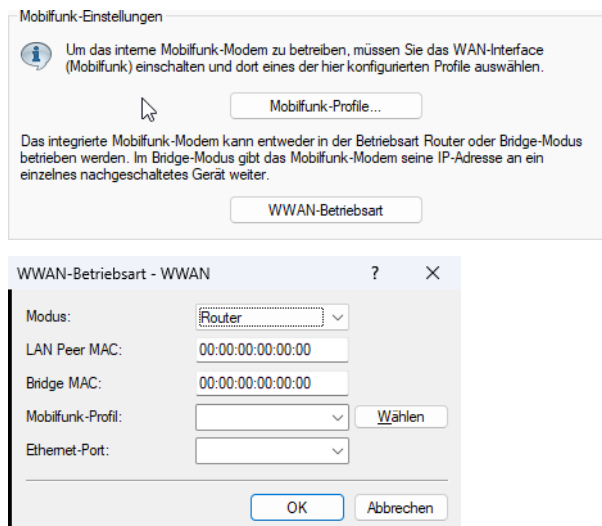 Mobilfunk-Einstellungen
Um das interne Mobilfunk-Modem zu betreiben, müssen Sie das WAN-Interface
(Mobilfunk) einschalten und dort eines der hier konfigurierten Profile auswählen.
Mobilfunk-Profile...
Das integrierte Mobilfunk-Modem kann entweder in der Betriebsart Router oder Bridge-Modus
betrieben werden. Im Bridge-Modus gibt das Mobilfunk-Modem seine IP-Adresse an ein
einzelnes nachgeschaltetes Gerät weiter.
WWAN-Betriebsart
WWAN-Betriebsart - WWAN ?
Modus: Router
LAN Peer MAC: 00:00:00:00:00:00
Bridge MAC: 00:00:00:00:00:00
Mobilfunk-Profil: Wählen
Ethernet-Port:
OK Abbrechen